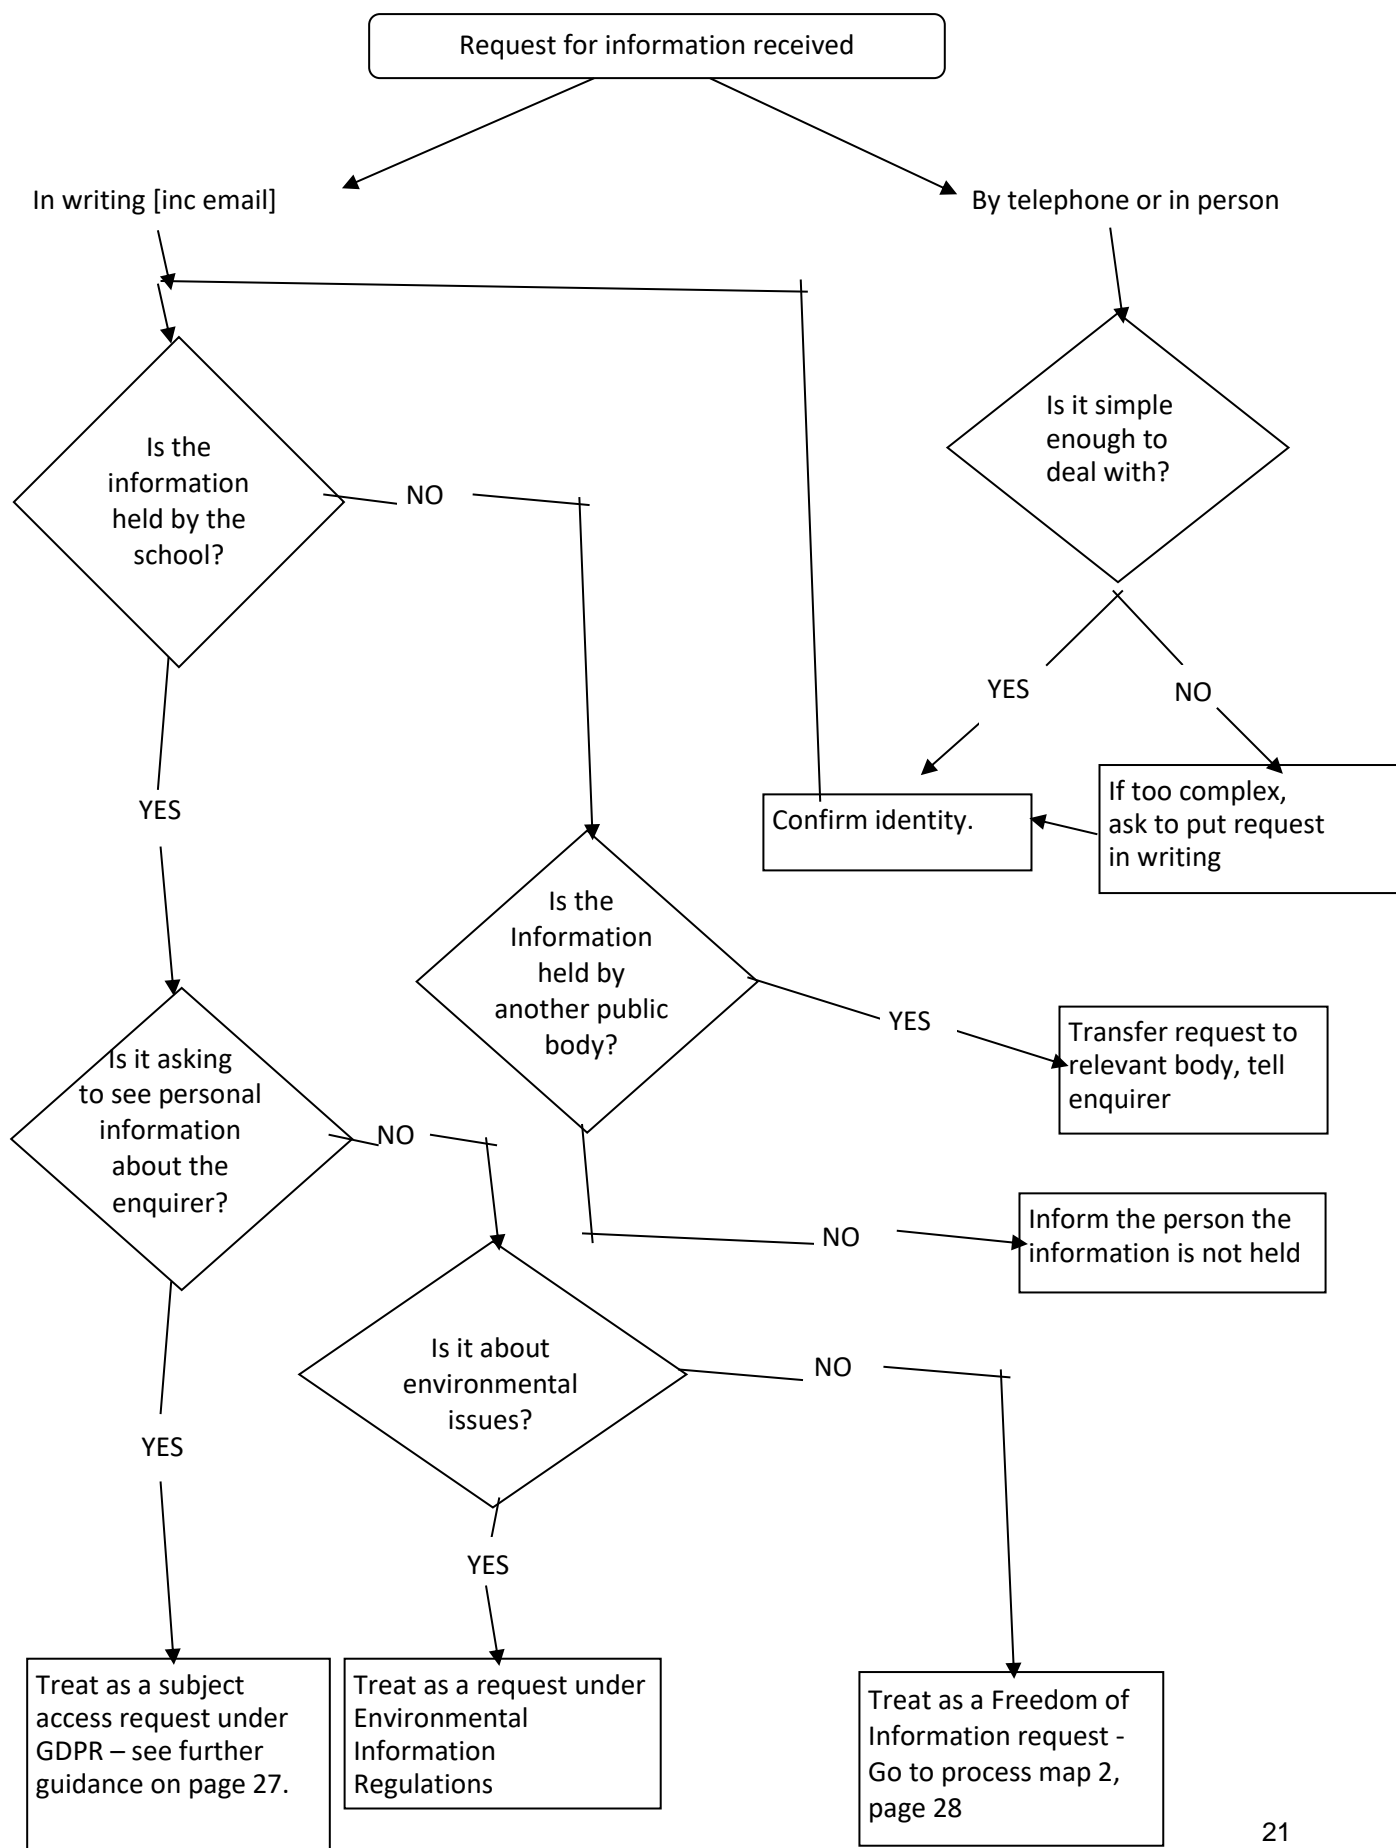 Request for information received
In writing [inc email]
By telephone or in person
Is it simple
enough to
deal with?
Is the
information
held by the
school?
NO
YES
NO
YES
Confirm identity.
If too complex,
ask to put request
in writing
Is the
Information
held by
another public
body?
YES
Transfer request to
relevant body, tell
enquirer
Is it asking
to see personal
information
about the
enquirer?
NO
NO
Inform the person the
information is not held
Is it about
environmental
issues?
NO
YES
YES
Treat as a subject
access request under
GDPR – see further
guidance on page 27.
Treat as a request under
Environmental
Information
Regulations
Treat as a Freedom of
Information request -
Go to process map 2,
page 28
21